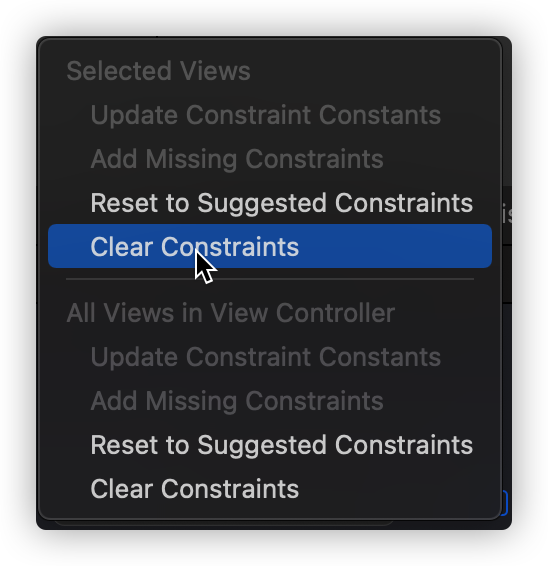 Selected Views
Update Constraint Constants
Add Missing Constraints
Reset to Suggested Constraints
Clear Constraints
All Views in View Controller
Update Constraint Constants
Add Missing Constraints
Reset to Suggested Constraints
Clear Constraints